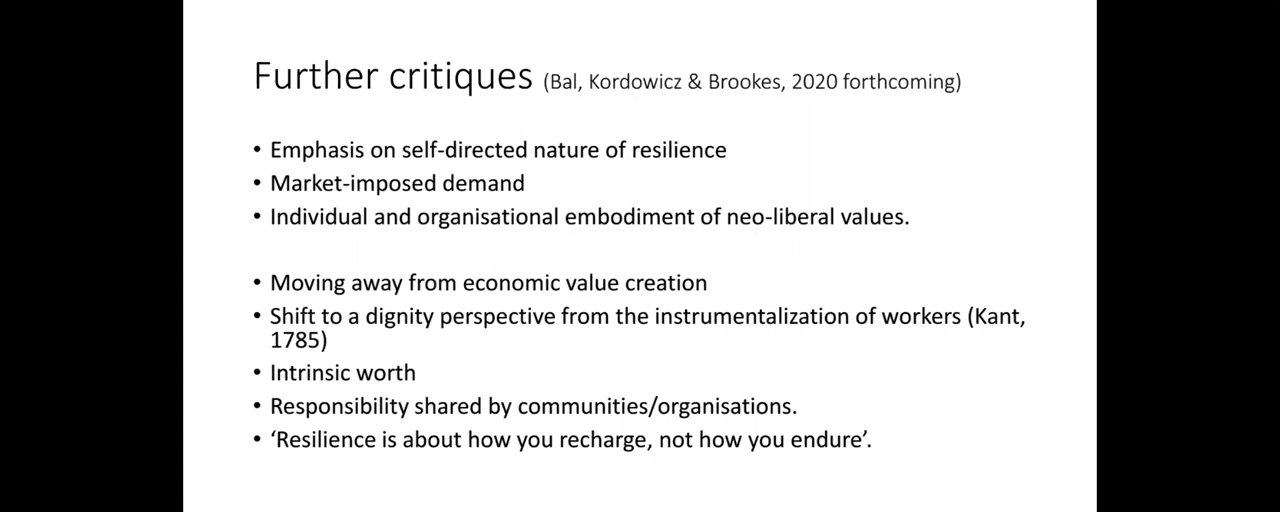 Further critiques (Bal, Kordowicz & Brookes, 2020 forthcoming)
• Emphasis on self-directed nature of resilience
• Market-imposed demand
• Individual and organisational embodiment of neo-liberal values.
• Moving away from economic value creation
• Shift to a dignity perspective from the instrumentalization of workers (Kant,
1785)
• Intrinsic worth
• Responsibility shared by communities/organisations.
• ‘Resilience is about how you recharge, not how you endure’.